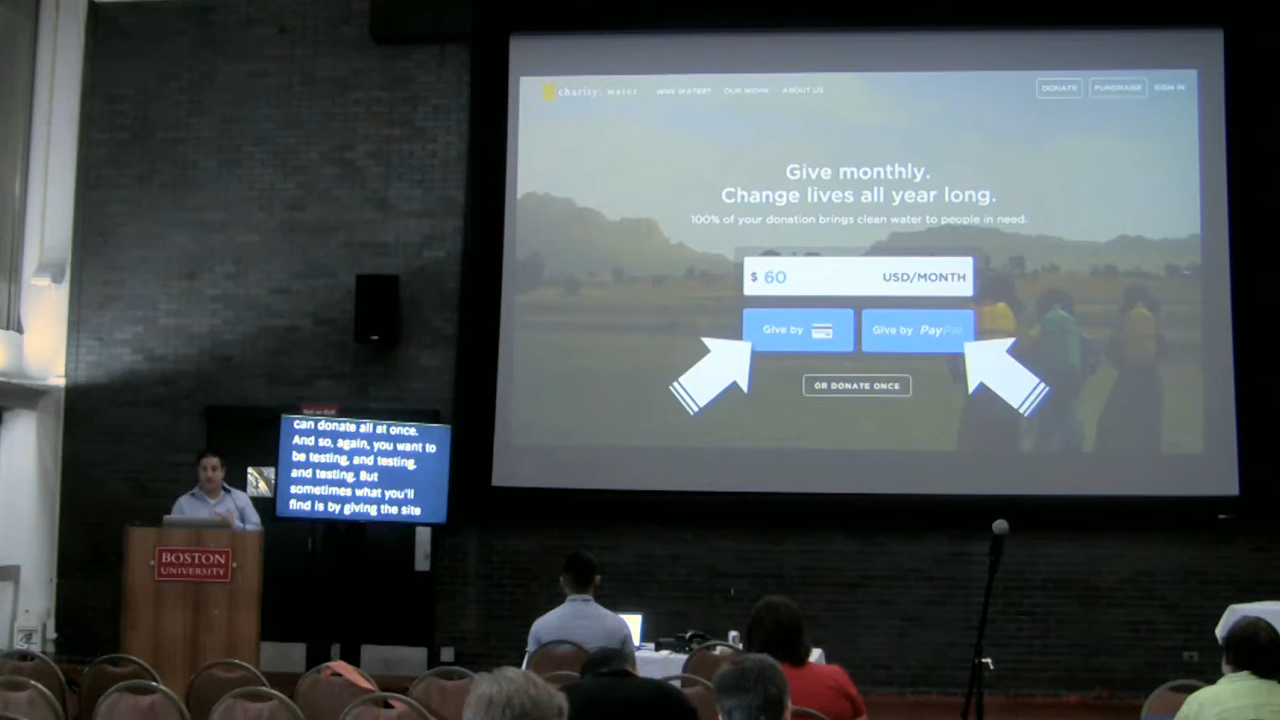 charity: water
WHY WATER? OUR WORK ABOUT US
DONATE FUNDRAISE SIGN IN
Give monthly.
Change lives all year long.
100% of your donation brings clean water to people in need.
$ 60 USD/MONTH
Give by
Give by PayPal
OR DONATE ONCE
Not an Exit
can donate all at once.
And so, again, you want to
be testing, and testing,
and testing. But
sometimes what you'll
find is by giving the site
BOSTON
UNIVERSITY